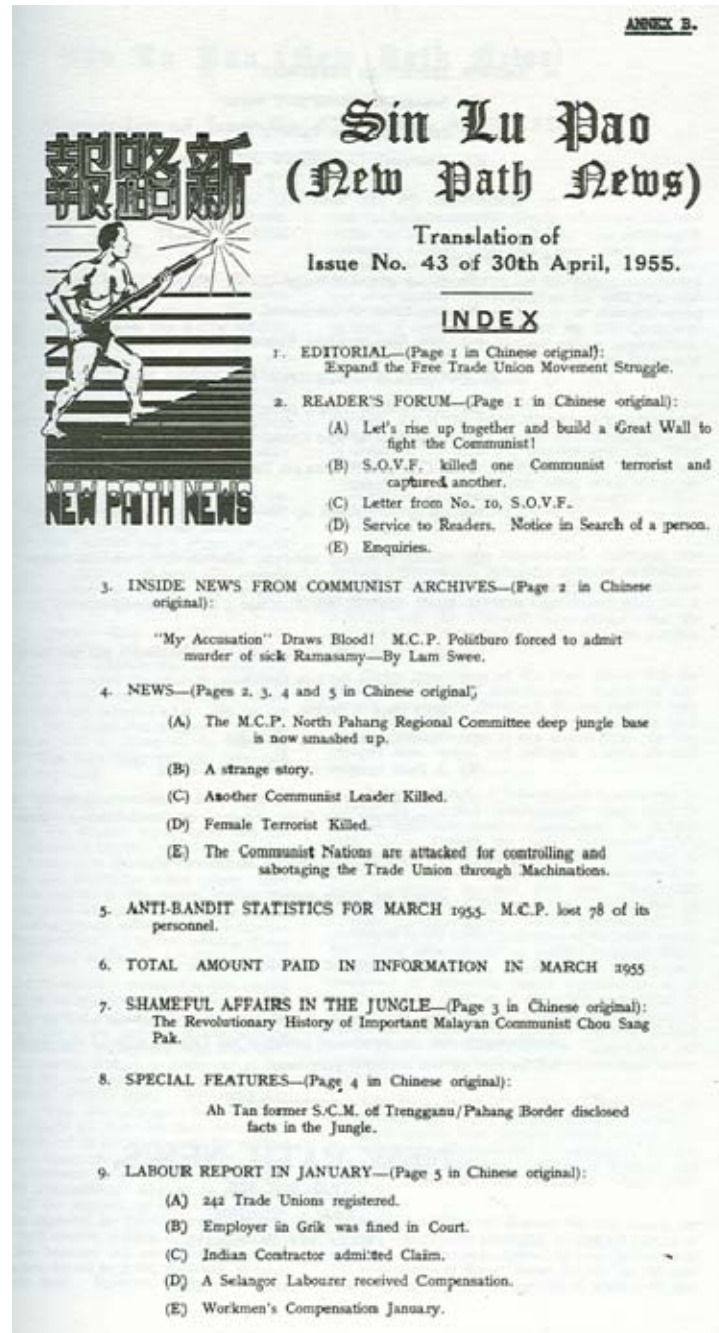 ANNEX B.
報路新
NEW PATH NEWS
Sin Lu Pao
(New Path News)
Translation of
Issue No. 43 of 30th April, 1955.
INDEX
1. EDITORIAL—(Page 1 in Chinese original):
Expand the Free Trade Union Movement Struggle.
2. READER'S FORUM—(Page 1 in Chinese original):
(A) Let's rise up together and build a Great Wall to
fight the Communist!
(B) S.O.V.F. killed one Communist terrorist and
captured another.
(C) Letter from No. 10, S.O.V.F.
(D) Service to Readers. Notice in Search of a person.
(E) Enquiries.
3. INSIDE NEWS FROM COMMUNIST ARCHIVES—(Page 2 in Chinese
original):
"My Accusation" Draws Blood! M.C.P. Politburo forced to admit
murder of sick Ramasamy—By Lam Swee.
4. NEWS—(Pages 2, 3, 4 and 5 in Chinese original)
(A) The M.C.P. North Pahang Regional Committee deep jungle base
is now smashed up.
(B) A strange story.
(C) Another Communist Leader Killed.
(D) Female Terrorist Killed.
(E) The Communist Nations are attacked for controlling and
sabotaging the Trade Union through Machinations.
5. ANTI-BANDIT STATISTICS FOR MARCH 1955. M.C.P. lost 78 of its
personnel.
6. TOTAL AMOUNT PAID IN INFORMATION IN MARCH 1955
7. SHAMEFUL AFFAIRS IN THE JUNGLE—(Page 3 in Chinese original):
The Revolutionary History of Important Malayan Communist Chou Sang
Pak.
8. SPECIAL FEATURES—(Page 4 in Chinese original):
Ah Tan former S.C.M. of Trengganu/Pahang Border disclosed
facts in the Jungle.
9. LABOUR REPORT IN JANUARY—(Page 5 in Chinese original):
(A) 242 Trade Unions registered.
(B) Employer in Grik was fined in Court.
(C) Indian Contractor admitted Claim.
(D) A Selangor Labourer received Compensation.
(E) Workmen's Compensation January.